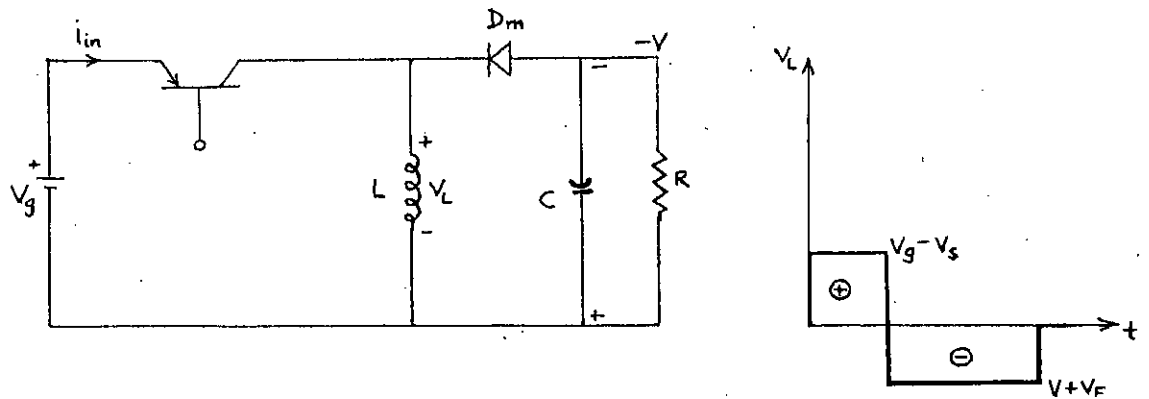 i_in
D_m
-V
−
+
V_g
L
+
V_L
−
C
R
+
V_L
V_g − V_s
+
−
t
V + V_F